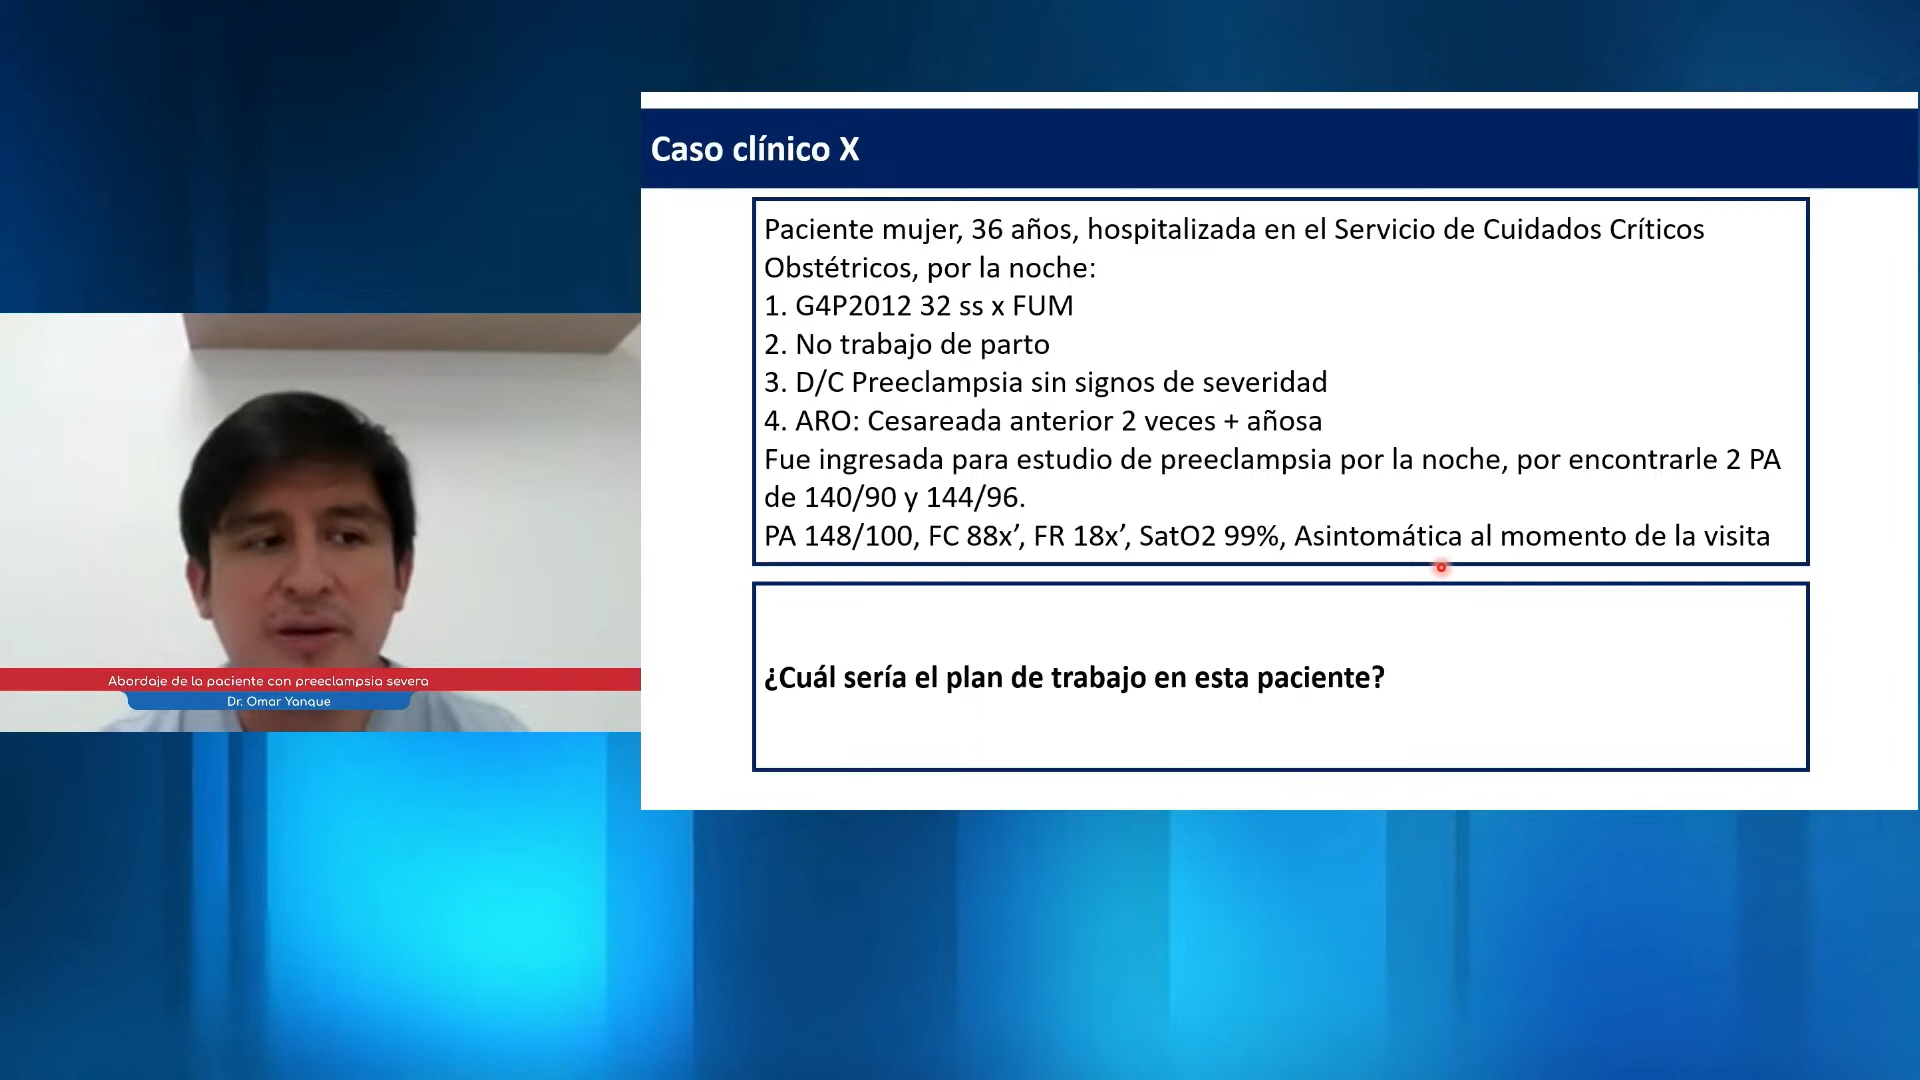 Caso clínico X
Paciente mujer, 36 años, hospitalizada en el Servicio de Cuidados Críticos
Obstétricos, por la noche:
1. G4P2012 32 ss x FUM
2. No trabajo de parto
3. D/C Preeclampsia sin signos de severidad
4. ARO: Cesareada anterior 2 veces + añosa
Fue ingresada para estudio de preeclampsia por la noche, por encontrarle 2 PA
de 140/90 y 144/96.
PA 148/100, FC 88x’, FR 18x’, SatO2 99%, Asintomática al momento de la visita
¿Cuál sería el plan de trabajo en esta paciente?
Abordaje de la paciente con preeclampsia severa
Dr. Omar Yanque